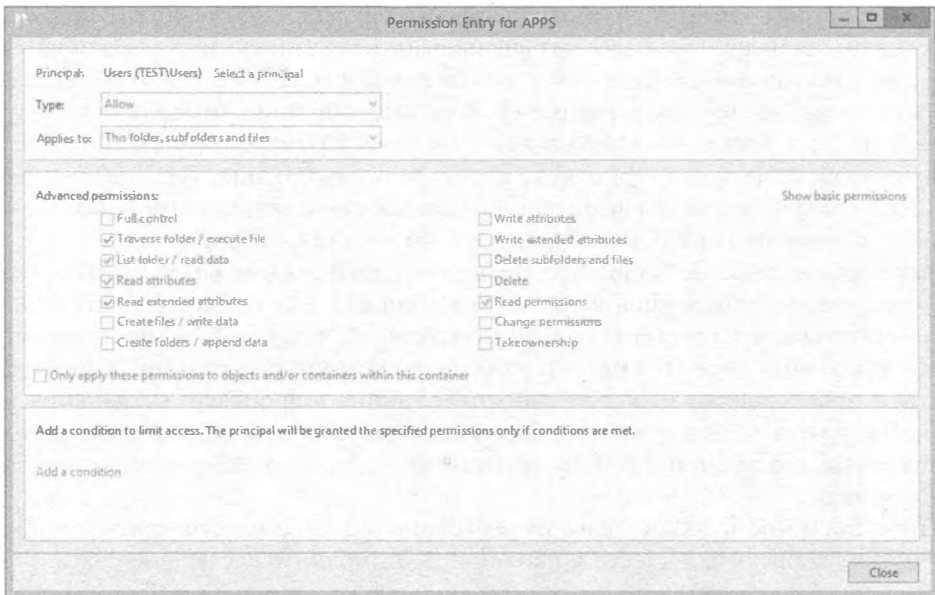 Permission Entry for APPS
Principal: Users (TEST\Users) Select a principal
Type: Allow
Applies to: This folder, subfolders and files
Advanced permissions:
Show basic permissions
Full control
Traverse folder / execute file
List folder / read data
Read attributes
Read extended attributes
Create files / write data
Create folders / append data
Write attributes
Write extended attributes
Delete subfolders and files
Delete
Read permissions
Change permissions
Take ownership
Only apply these permissions to objects and/or containers within this container
Add a condition to limit access. The principal will be granted the specified permissions only if conditions are met.
Add a condition
Close